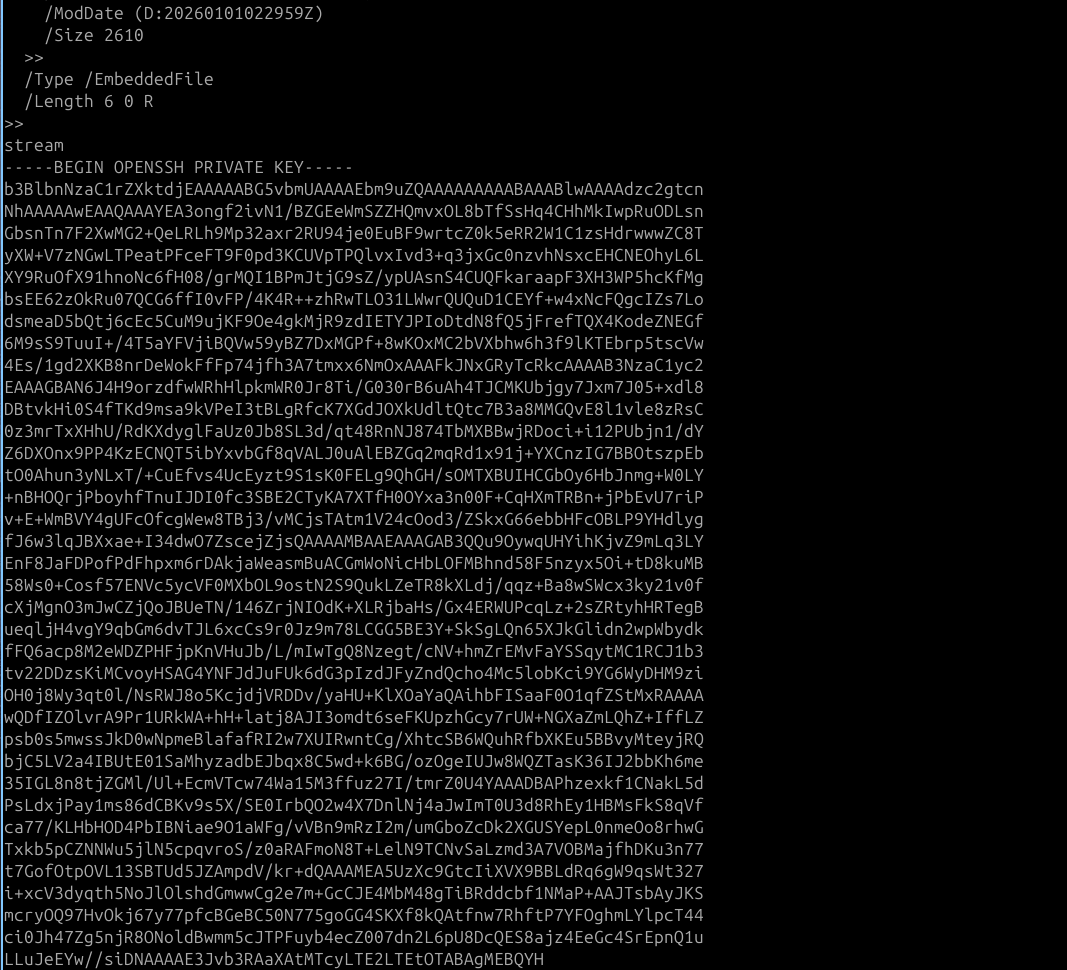 /ModDate (D:20260101022959Z)
/Size 2610
>>
/Type /EmbeddedFile
/Length 6 0 R
>>
stream
-----BEGIN OPENSSH PRIVATE KEY-----
b3BlbnNzaC1rZXktdjEAAAAABG5vbmUAAAAEbm9uZQAAAAAAAAABAAABlwAAAAdzc2gtcn
NhAAAAAwEAAQAAAYEA3ongf2ivN1/BZGEeWmSZZHQmvxOL8bTfSsHq4CHhMkIwpRuODLsn
GbsnTn7F2XwMG2+QeLRLh9Mp32axr2RU94je0EuBF9wrtcZ0k5eRR2W1C1zsHdrwwwZC8T
yXW+V7zNGwLTPeatPFceFT9F0pd3KCUVpTPQlvxIvd3+q3jxGc0nzvhNsxcEHCNEOhyL6L
XY9RuOfX91hnoNc6fH08/grMQI1BPmJtjG9sZ/ypUAsnS4CUQFkaraapF3XH3WP5hcKfMg
bsEE62zOkRu07QCG6ffI0vFP/4K4R++zhRwTLO31LWwrQUQuD1CEYf+w4xNcFQgcIZs7Lo
dsmeaD5bQtj6cEc5CuM9ujKF9Oe4gkMjR9zdIETYJPIoDtdN8fQ5jFrefTQX4KodeZNEGf
6M9sS9TuuI+/4T5aYFVjiBQVw59yBZ7DxMGPf+8wKOxMC2bVXbhw6h3f9lKTEbrp5tscVw
4Es/1gd2XKB8nrDeWokFfFp74jfh3A7tmxx6NmOxAAAFkJNxGRyTcRkcAAAAB3NzaC1yc2
EAAAGBAN6J4H9orzdfwWRhHlpkmWR0Jr8Ti/G030rB6uAh4TJCMKUbjgy7Jxm7J05+xdl8
DBtvkHi0S4fTKd9msa9kVPeI3tBLgRfcK7XGdJOXkUdltQtc7B3a8MMGQvE8l1vle8zRsC
0z3mrTxXHhU/RdKXdyglFaUz0Jb8SL3d/qt48RnNJ874TbMXBBwjRDoci+i12PUbjn1/dY
Z6DXOnx9PP4KzECNQT5ibYxvbGf8qVALJ0uAlEBZGq2mqRd1x91j+YXCnzIG7BBOtszpEb
tO0Ahun3yNLxT/+CuEfvs4UcEyzt9S1sK0FELg9QhGH/sOMTXBUIHCGbOy6HbJnmg+W0LY
+nBHOQrjPboyhfTnuIJDI0fc3SBE2CTyKA7XTfH0OYxa3n00F+CqHXmTRBn+jPbEvU7riP
v+E+WmBVY4gUFcOfcgWew8TBj3/vMCjsTAtm1V24cOod3/ZSkxG66ebbHFcOBLP9YHdlyg
fJ6w3lqJBXxae+I34dwO7ZscejZjsQAAAAMBAAEAAAGAB3QQu9OywqUHYihKjvZ9mLq3LY
EnF8JaFDPofPdFhpxm6rDAkjaWeasmBuACGmWoNicHbLOFMBhnd58F5nzyx5Oi+tD8kuMB
58Ws0+Cosf57ENVc5ycVF0MXbOL9ostN2S9QukLZeTR8kXLdj/qqz+Ba8wSWcx3ky21v0f
cXjMgnO3mJwCZjQoJBUeTN/146ZrjNIOdK+XLRjbaHs/Gx4ERWUPcqLz+2sZRtyhHRTegB
ueqljH4vgY9qbGm6dvTJL6xcCs9r0Jz9m78LCGG5BE3Y+SkSgLQn65XJkGlidn2wpWbydk
fFQ6acp8M2eWDZPHFjpKnVHuJb/L/mIwTgQ8Nzegt/cNV+hmZrEMvFaYSSqytMC1RCJ1b3
tv22DDzsKiMCvoyHSAG4YNFJdJuFUk6dG3pIzdJFyZndQcho4Mc5lobKci9YG6WyDHM9zi
OH0j8Wy3qt0l/NsRWJ8o5KcjdjVRDDv/yaHU+KlXOaYaQAihbFISaaF0O1qfZStMxRAAAA
wQDfIZOlvrA9Pr1URkWA+hH+latj8AJI3omdt6seFKUpzhGcy7rUW+NGXaZmLQhZ+IffLZ
psb0s5mwssJkD0wNpmeBlafafRI2w7XUIRwntCg/XhtcSB6WQuhRfbXKEu5BBvyMteyjRQ
bjC5LV2a4IBUtE01SaMhyzadbEJbqx8C5wd+k6BG/ozOgeIUJw8WQZTasK36IJ2bbKh6me
35IGL8n8tjZGMl/Ul+EcmVTcw74Wa15M3ffuz27I/tmrZ0U4YAAADBAPhzexkf1CNakL5d
PsLdxjPay1ms86dCBKv9s5X/SE0IrbQO2w4X7DnlNj4aJwImT0U3d8RhEy1HBMsFkS8qVf
ca77/KLHbHOD4PbIBNiae9O1aWFg/vVBn9mRzI2m/umGboZcDk2XGUSYepL0nmeOo8rhwG
Txkb5pCZNNWu5jlN5cpqvroS/z0aRAFmoN8T+LelN9TCNvSaLzmd3A7VOBMajfhDKu3n77
t7GofOtpOVL13SBTUd5JZAmpdV/kr+dQAAAMEA5UzXc9GtcIiXVX9BBLdRq6gW9qsWt327
i+xcV3dyqth5NoJlOlshdGmwwCg2e7m+GcCJE4MbM48gTiBRddcbf1NMaP+AAJTsbAyJKS
mcryOQ97HvOkj67y77pfcBGeBC50N775goGG4SKXf8kQAtfnw7RhftP7YFOghmLYlpcT44
ci0Jh47Zg5njR8ONoldBwmm5cJTPFuyb4ecZ007dn2L6pU8DcQES8ajz4EeGc4SrEpnQ1u
LLuJeEYw//siDNAAAAE3Jvb3RAaXAtMTcyLTE2LTEtOTABAgMEBQYH